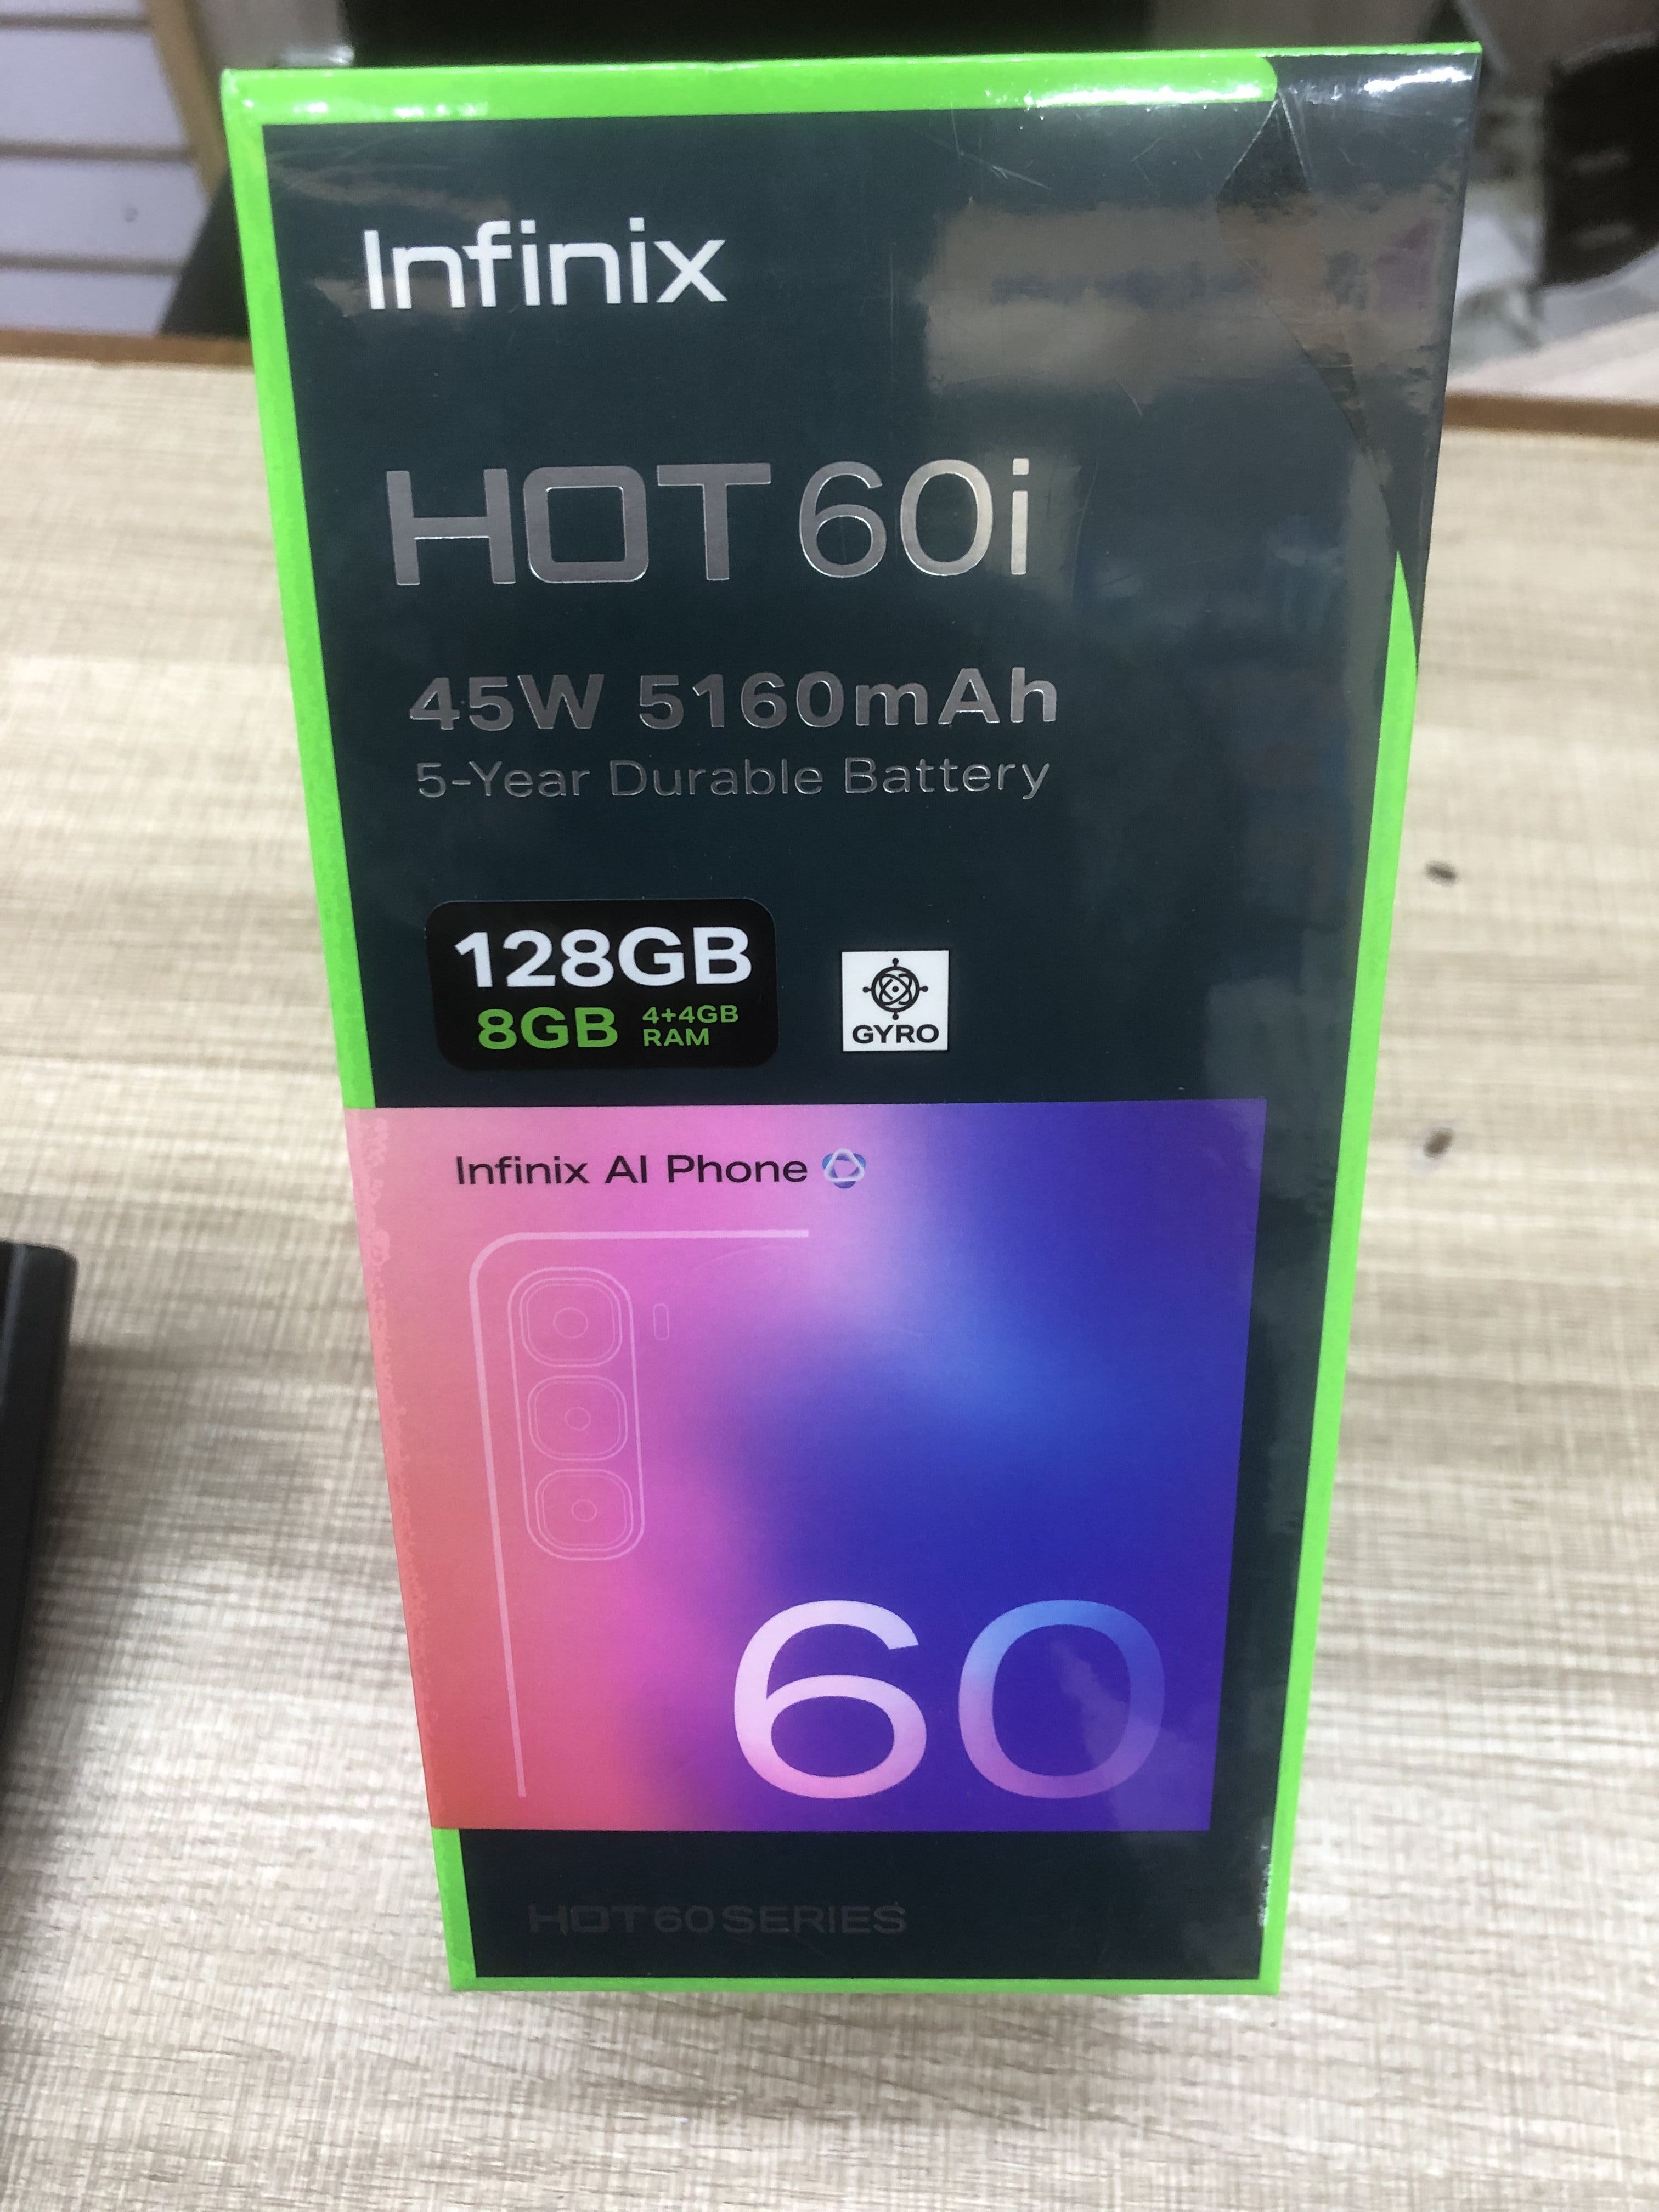 Infinix
HOT 60i
45W 5160mAh
5-Year Durable Battery
128GB
8GB 4+4GB RAM
GYRO
Infinix AI Phone
60
HOT 60 SERIES